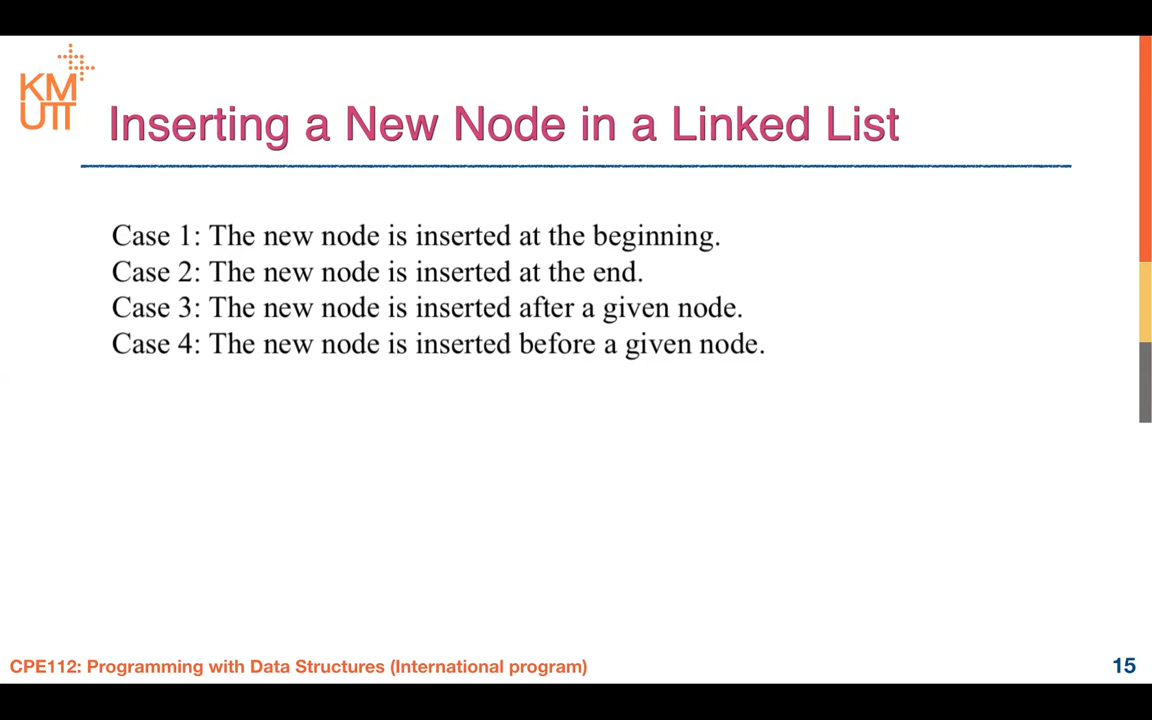 KM
UTT
Inserting a New Node in a Linked List
Case 1: The new node is inserted at the beginning.
Case 2: The new node is inserted at the end.
Case 3: The new node is inserted after a given node.
Case 4: The new node is inserted before a given node.
CPE112: Programming with Data Structures (International program)
15